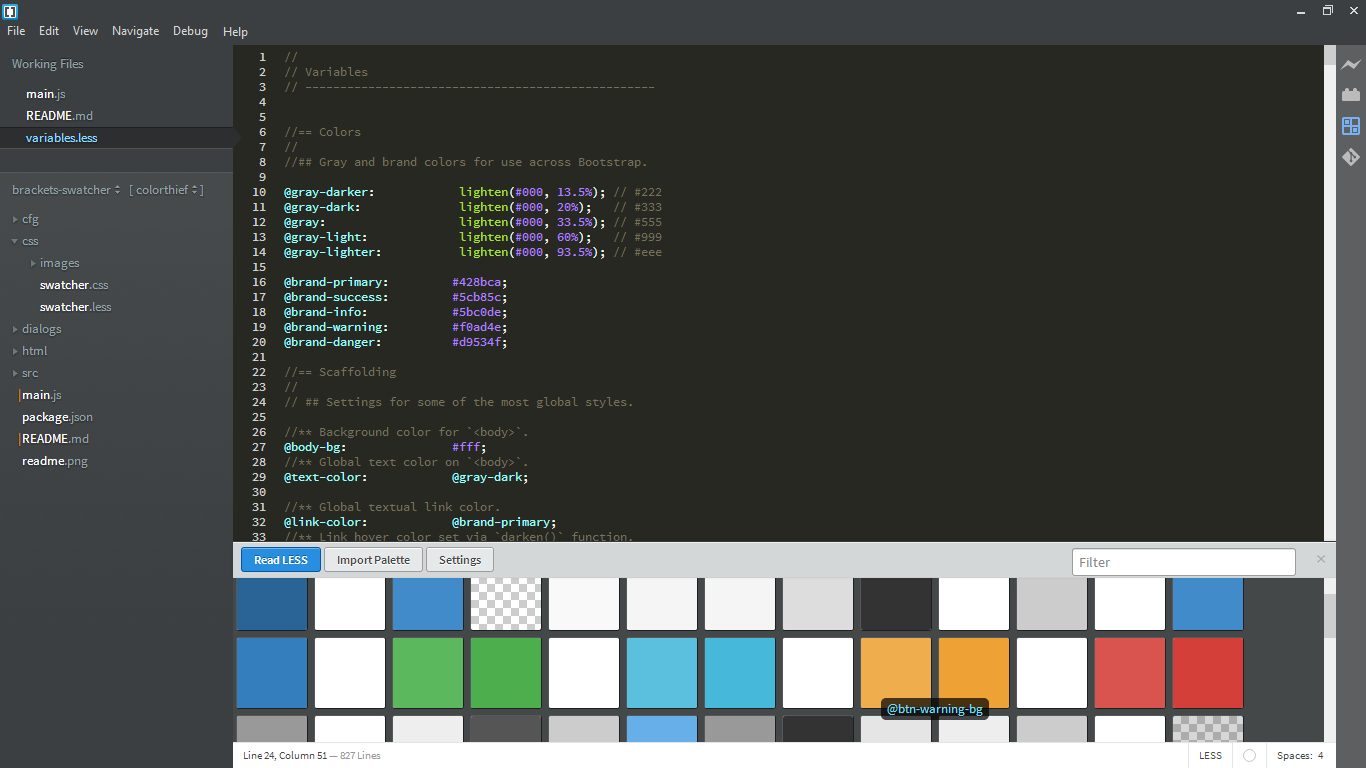 File Edit View Navigate Debug Help
Working Files
main.js
README.md
variables.less
brackets-swatcher [ colorthief ]
cfg
css
images
swatcher.css
swatcher.less
dialogs
html
src
main.js
package.json
README.md
readme.png
1 //
2 // Variables
3 // --------------------------------------------------
4
5
6 //== Colors
7 //
8 //## Gray and brand colors for use across Bootstrap.
9
10 @gray-darker: lighten(#000, 13.5%); // #222
11 @gray-dark: lighten(#000, 20%); // #333
12 @gray: lighten(#000, 33.5%); // #555
13 @gray-light: lighten(#000, 60%); // #999
14 @gray-lighter: lighten(#000, 93.5%); // #eee
15
16 @brand-primary: #428bca;
17 @brand-success: #5cb85c;
18 @brand-info: #5bc0de;
19 @brand-warning: #f0ad4e;
20 @brand-danger: #d9534f;
21
22 //== Scaffolding
23 //
24 // ## Settings for some of the most global styles.
25
26 //** Background color for `<body>`.
27 @body-bg: #fff;
28 //** Global text color on `<body>`.
29 @text-color: @gray-dark;
30
31 //** Global textual link color.
32 @link-color: @brand-primary;
33 //** Link hover color set via `darken()` function.
Read LESS Import Palette Settings Filter ×
@btn-warning-bg
Line 24, Column 51 — 827 Lines LESS Spaces: 4